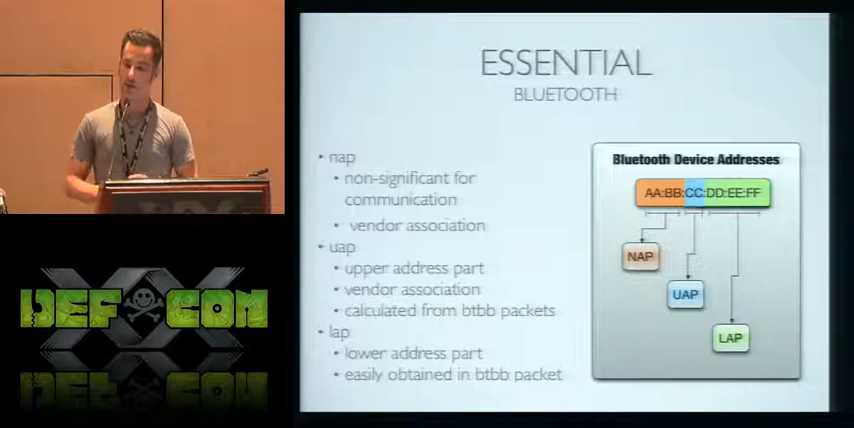 ESSENTIAL
BLUETOOTH
• nap
• non-significant for
communication
• vendor association
• uap
• upper address part
• vendor association
• calculated from btbb packets
• lap
• lower address part
• easily obtained in btbb packet
Bluetooth Device Addresses
AA:BB:CC:DD:EE:FF
NAP
UAP
LAP
XX
DEF CON